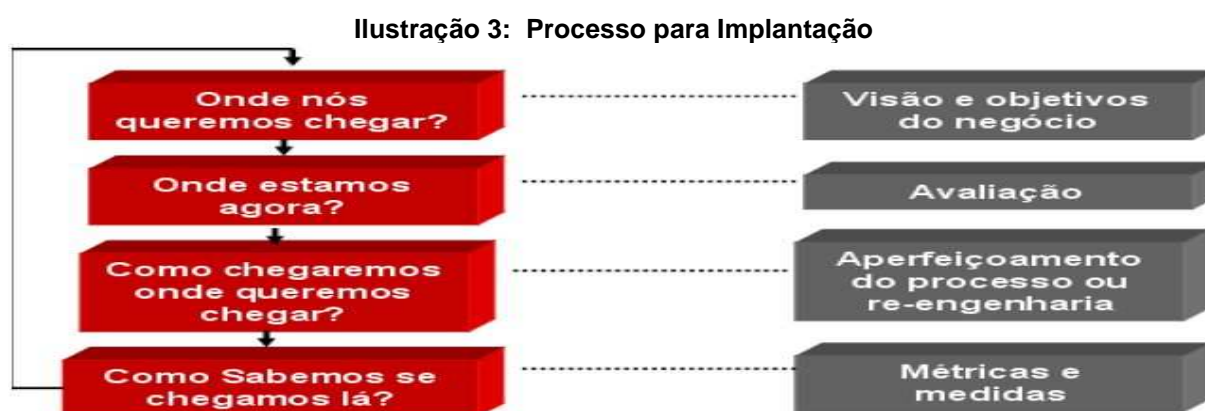 Ilustração 3: Processo para Implantação
Onde nós
queremos chegar?
Visão e objetivos
do negócio
Onde estamos
agora?
Avaliação
Como chegaremos
onde queremos
chegar?
Aperfeiçoamento
do processo ou
re-engenharia
Como Sabemos se
chegamos lá?
Métricas e
medidas